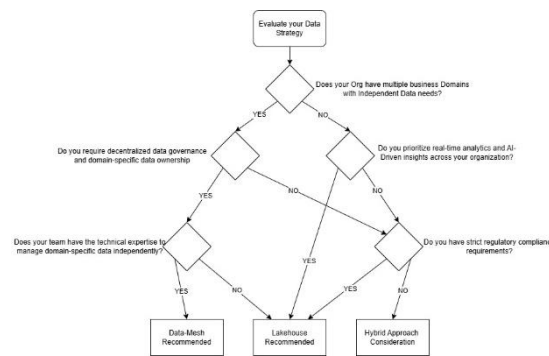 Evaluate your Data
Strategy
Does your Org have multiple business Domains
with Independent Data needs?
YES
NO
Do you require decentralized data governance
and domain-specific data ownership
Do you prioritize real-time analytics and AI-
Driven insights across your organization?
YES
NO
NO
Does your team have the technical expertise to
manage domain-specific data independently?
Do you have strict regulatory compliance
requirements?
YES
YES
NO
YES
NO
Data-Mesh
Recommended
Lakehouse
Recommended
Hybrid Approach
Consideration